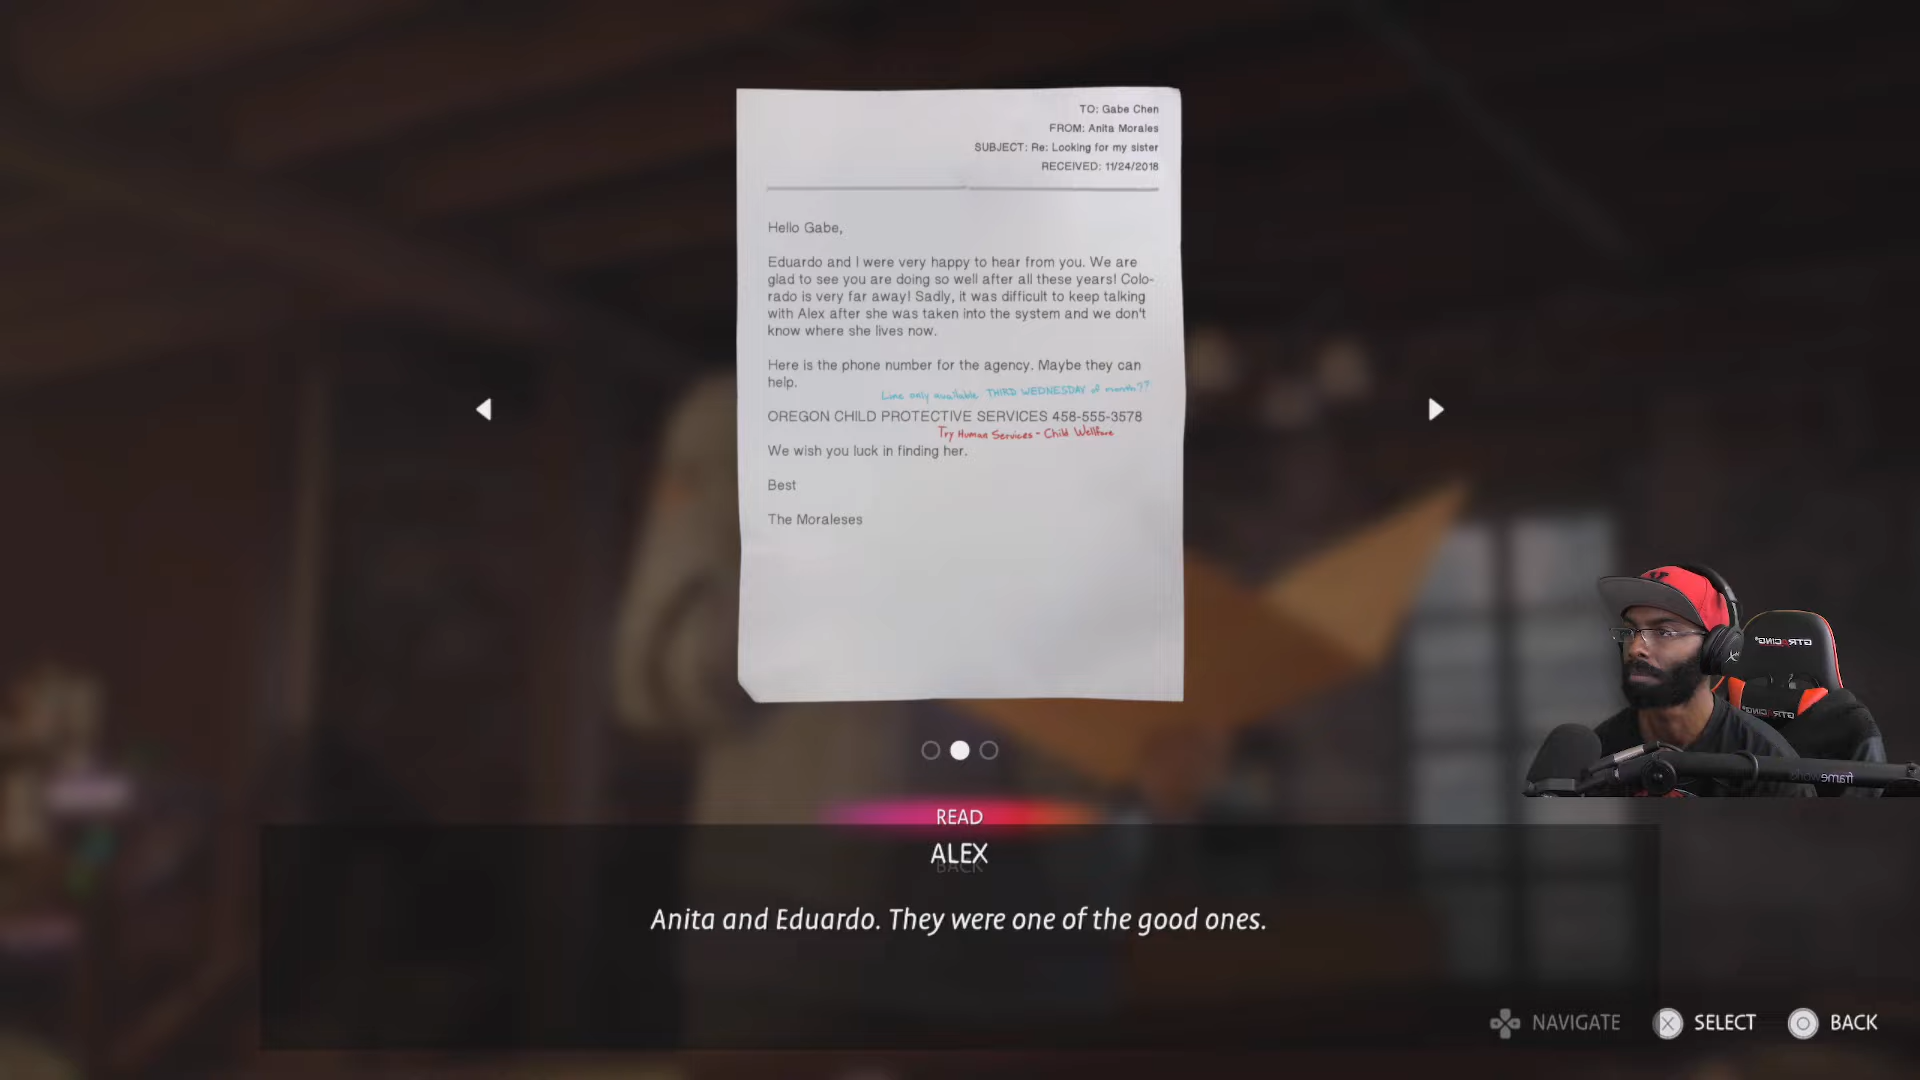 TO: Gabe Chen
FROM: Anita Morales
SUBJECT: Re: Looking for my sister
RECEIVED: 11/24/2018
Hello Gabe,
Eduardo and I were very happy to hear from you. We are
glad to see you are doing so well after all these years! Colo-
rado is very far away! Sadly, it was difficult to keep talking
with Alex after she was taken into the system and we don't
know where she lives now.
Here is the phone number for the agency. Maybe they can
help.
Line only available THIRD WEDNESDAY of month??
OREGON CHILD PROTECTIVE SERVICES 458-555-3578
Try Human Services - Child Wellfare
We wish you luck in finding her.
Best
The Moraleses
READ
ALEX
BACK
Anita and Eduardo. They were one of the good ones.
GTRACING
GTRACING
framework
NAVIGATE
SELECT
BACK